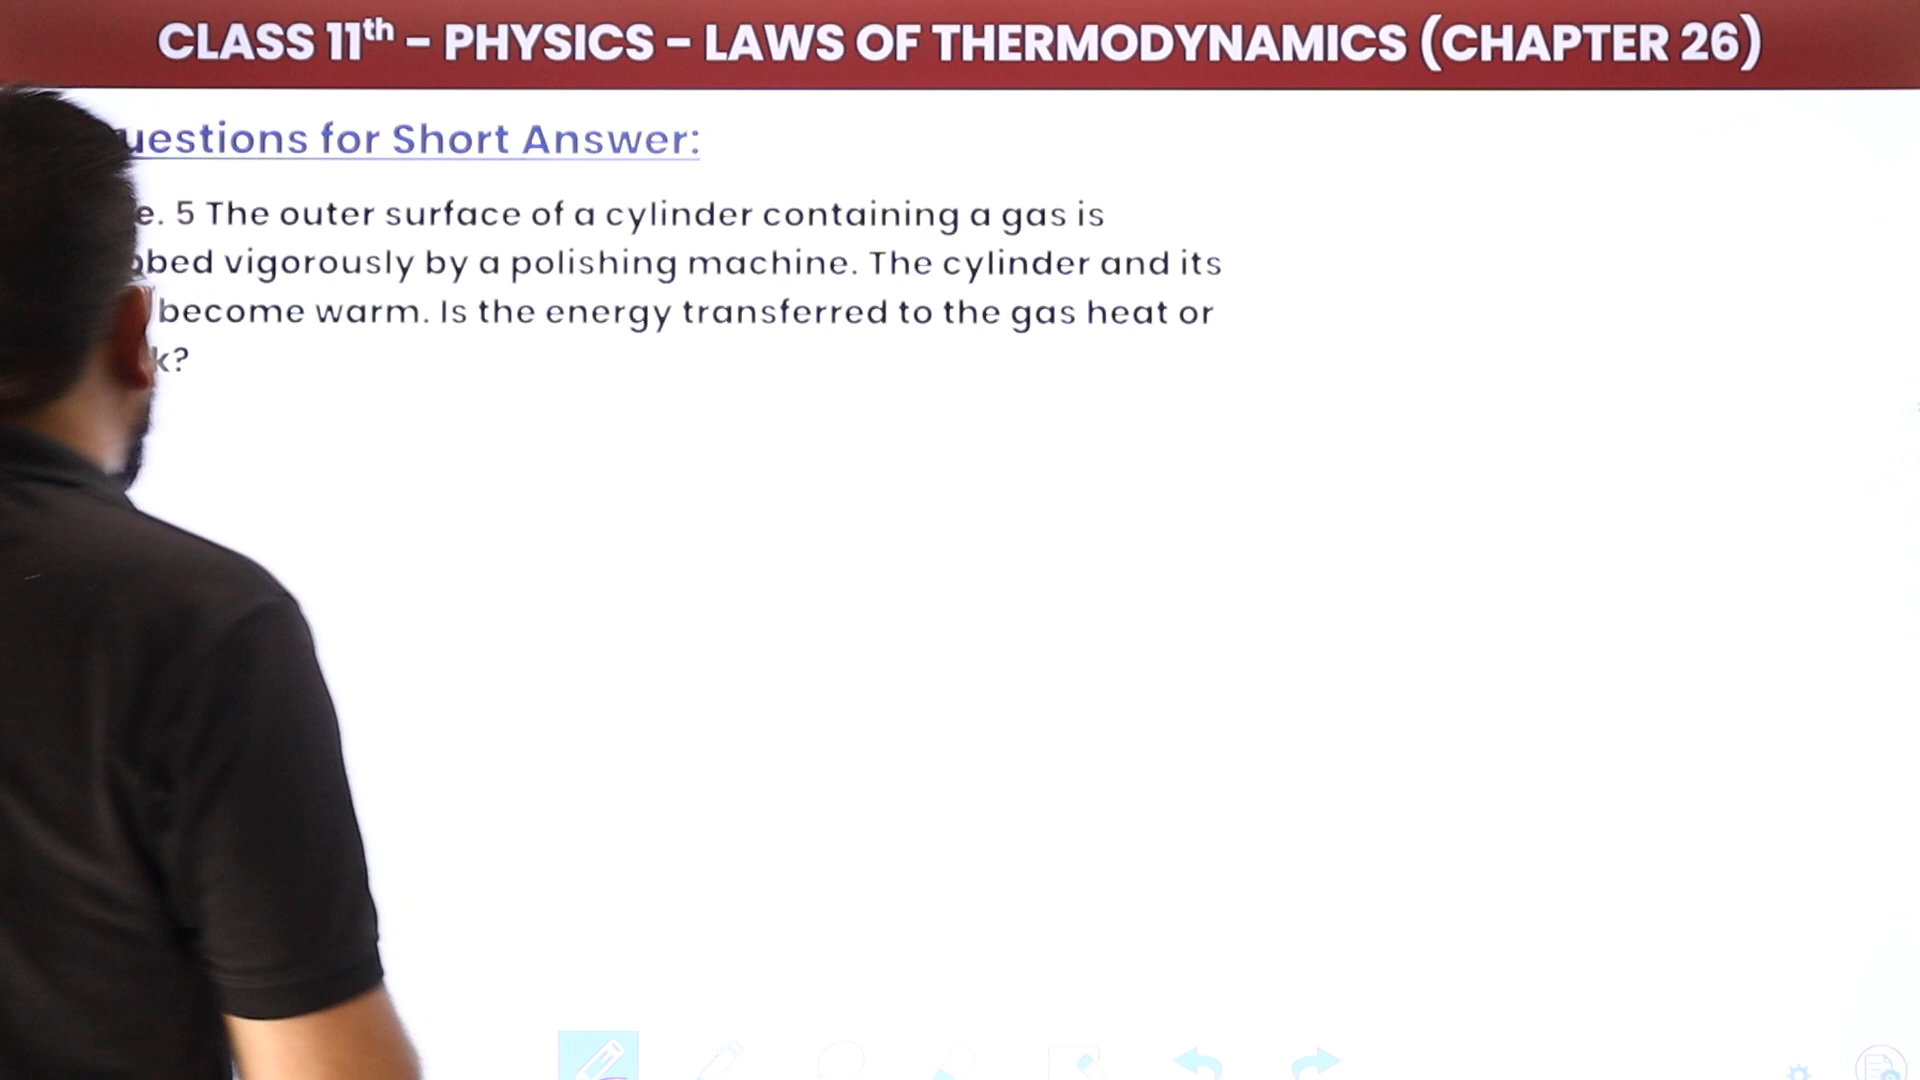 CLASS 11th - PHYSICS - LAWS OF THERMODYNAMICS (CHAPTER 26)
uestions for Short Answer:
e. 5 The outer surface of a cylinder containing a gas is
bed vigorously by a polishing machine. The cylinder and its
become warm. Is the energy transferred to the gas heat or
k?